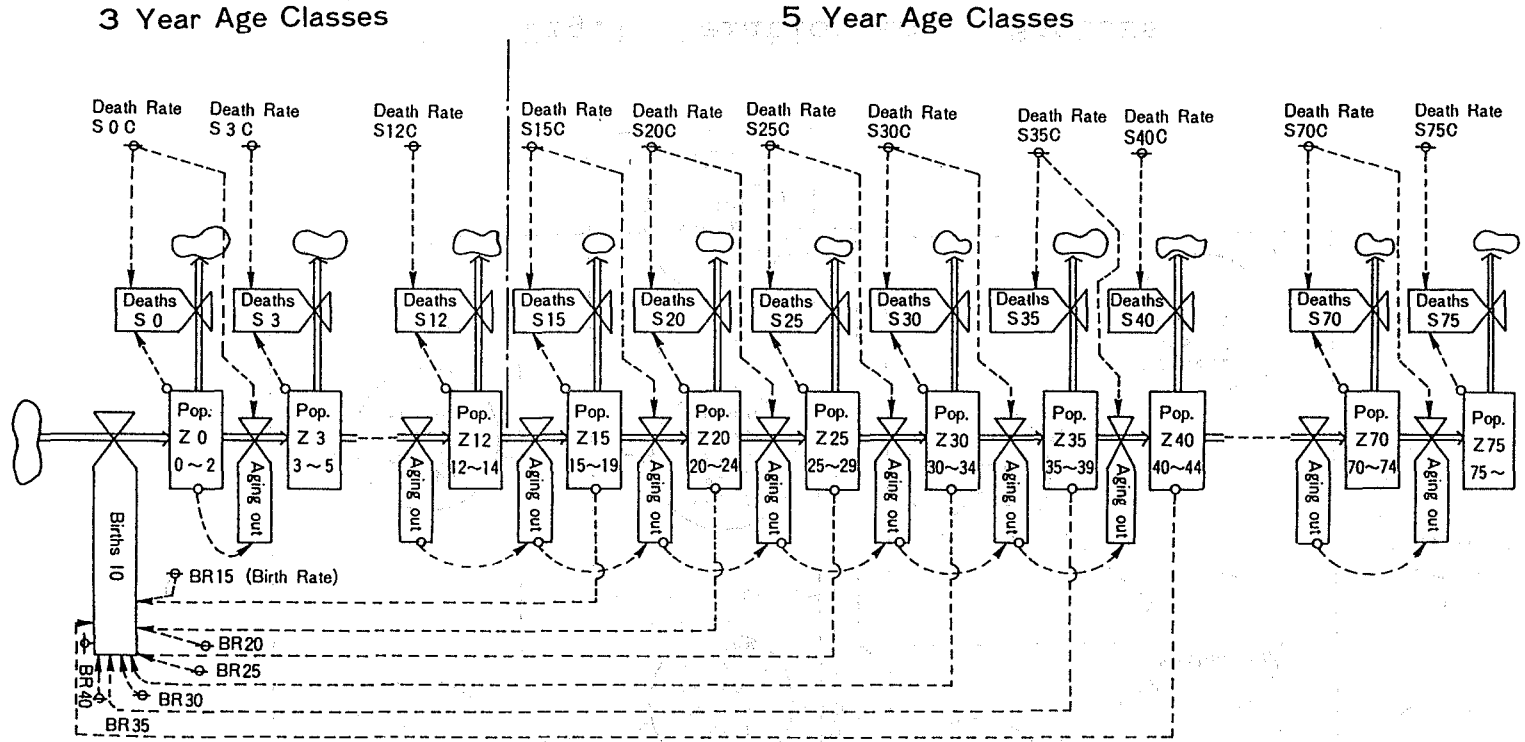 3 Year Age Classes
5 Year Age Classes
Death Rate
S0C
Death Rate
S3C
Death Rate
S12C
Death Rate
S15C
Death Rate
S20C
Death Rate
S25C
Death Rate
S30C
Death Rate
S35C
Death Rate
S40C
Death Rate
S70C
Death Rate
S75C
Deaths
S0
Deaths
S3
Deaths
S12
Deaths
S15
Deaths
S20
Deaths
S25
Deaths
S30
Deaths
S35
Deaths
S40
Deaths
S70
Deaths
S75
Pop.
Z0
0～2
Aging out
Pop.
Z3
3～5
Aging out
Pop.
Z12
12～14
Aging out
Pop.
Z15
15～19
Aging out
Pop.
Z20
20～24
Aging out
Pop.
Z25
25～29
Aging out
Pop.
Z30
30～34
Aging out
Pop.
Z35
35～39
Aging out
Pop.
Z40
40～44
Aging out
Pop.
Z70
70～74
Aging out
Pop.
Z75
75～
Births 10
BR15 (Birth Rate)
BR20
BR25
BR40
BR30
BR35